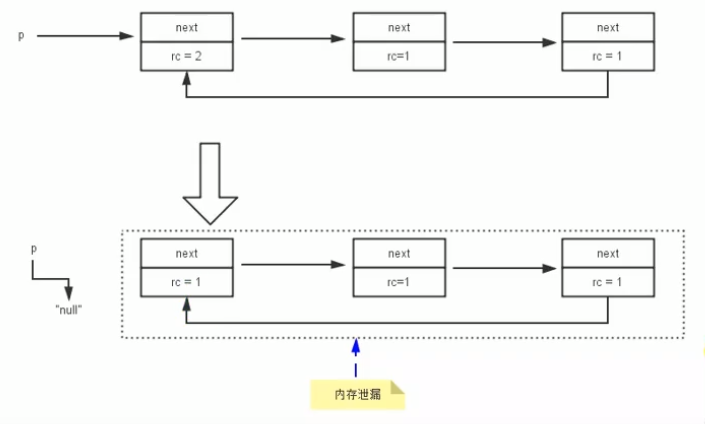 next
next
next
p
rc = 2
rc=1
rc = 1
p
next
next
next
rc = 1
rc=1
rc = 1
"null"
内存泄漏